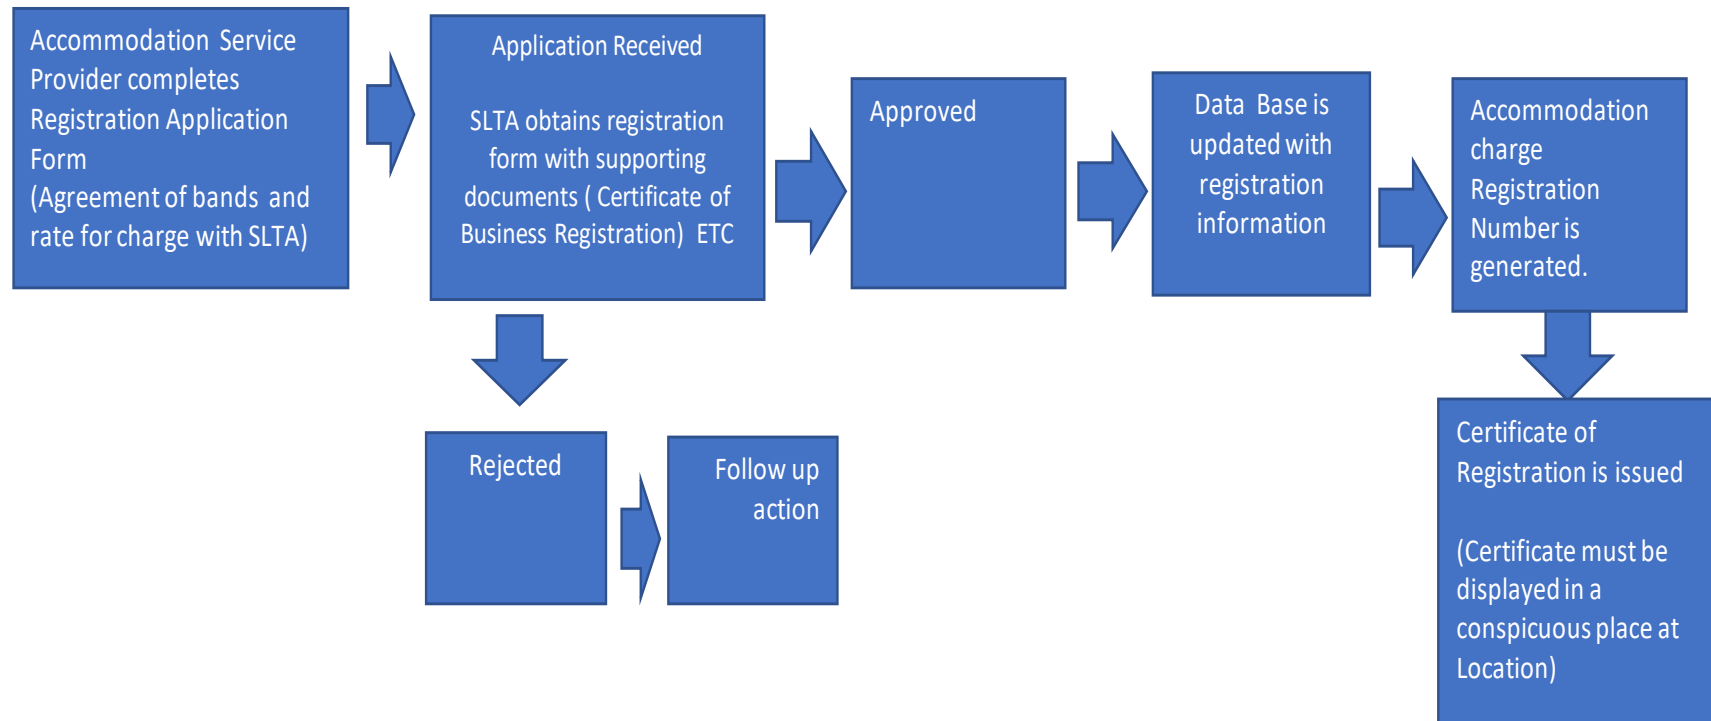 Accommodation Service
Provider completes
Registration Application
Form
(Agreement of bands and
rate for charge with SLTA)
Application Received
SLTA obtains registration
form with supporting
documents ( Certificate of
Business Registration) ETC
Approved
Data Base is
updated with
registration
information
Accommodation
charge
Registration
Number is
generated.
Rejected
Follow up
action
Certificate of
Registration is issued
(Certificate must be
displayed in a
conspicuous place at
Location)